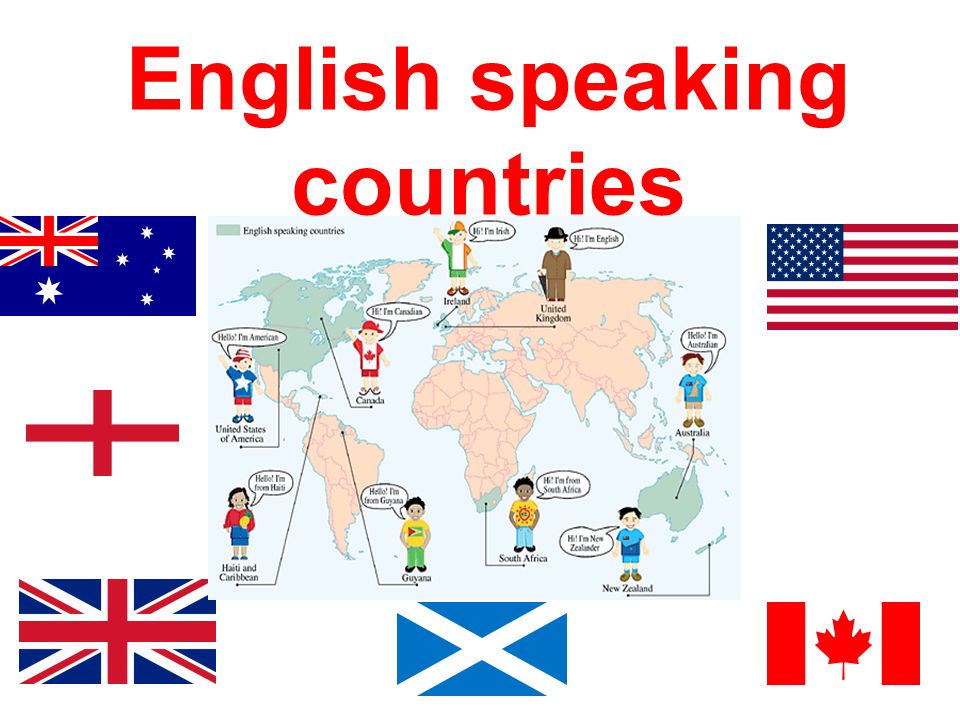 English speaking
countries
English speaking countries
Hi! I'm Irish
Hi! I'm English
Ireland
United
Kingdom
Hi! I'm Canadian
Hello! I'm American
Hello! I'm
Australian
Canada
United States
of America
Australia
Hello! I'm
from Haiti
Hello! I'm
from Guyana
Hi! I'm from
South Africa
Hi! I'm New
Zealander
Haiti and
Caribbean
Guyana
South Africa
New Zealand